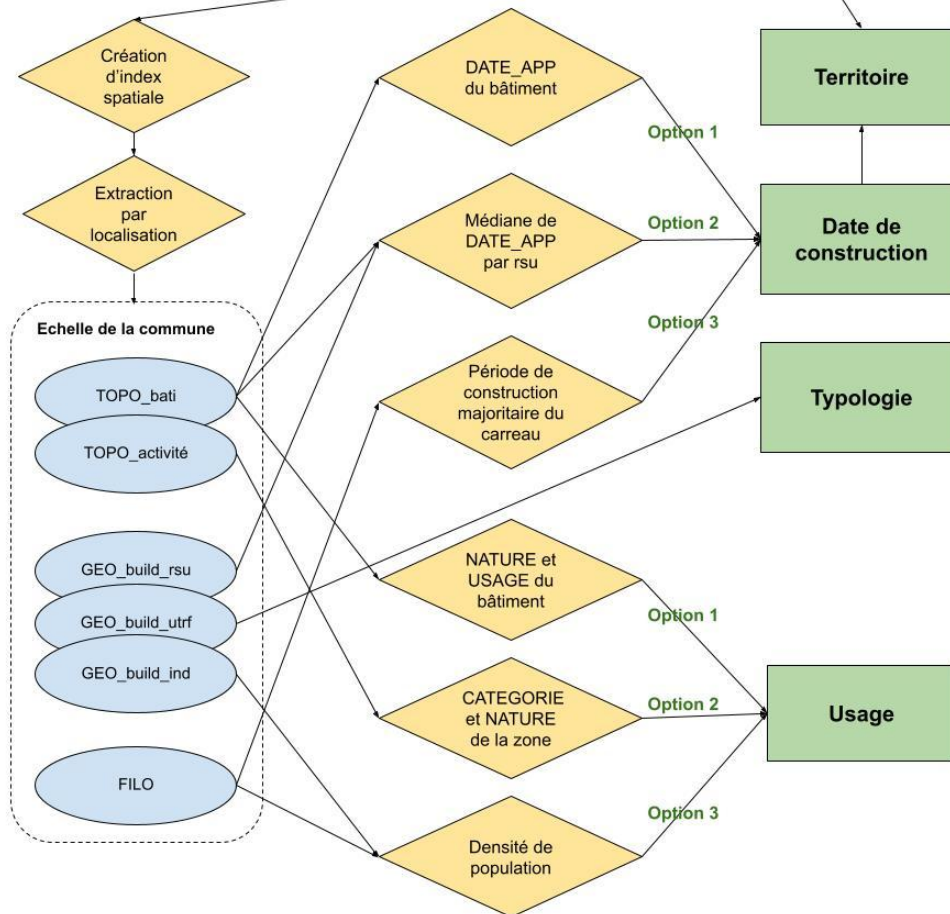 Création
d'index
spatiale
Extraction
par
localisation
Echelle de la commune
TOPO_bati
TOPO_activité
GEO_build_rsu
GEO_build_utrf
GEO_build_ind
FILO
DATE_APP
du bâtiment
Médiane de
DATE_APP
par rsu
Période de
construction
majoritaire du
carreau
NATURE et
USAGE du
bâtiment
CATEGORIE
et NATURE
de la zone
Densité de
population
Option 1
Option 2
Option 3
Option 1
Option 2
Option 3
Territoire
Date de
construction
Typologie
Usage